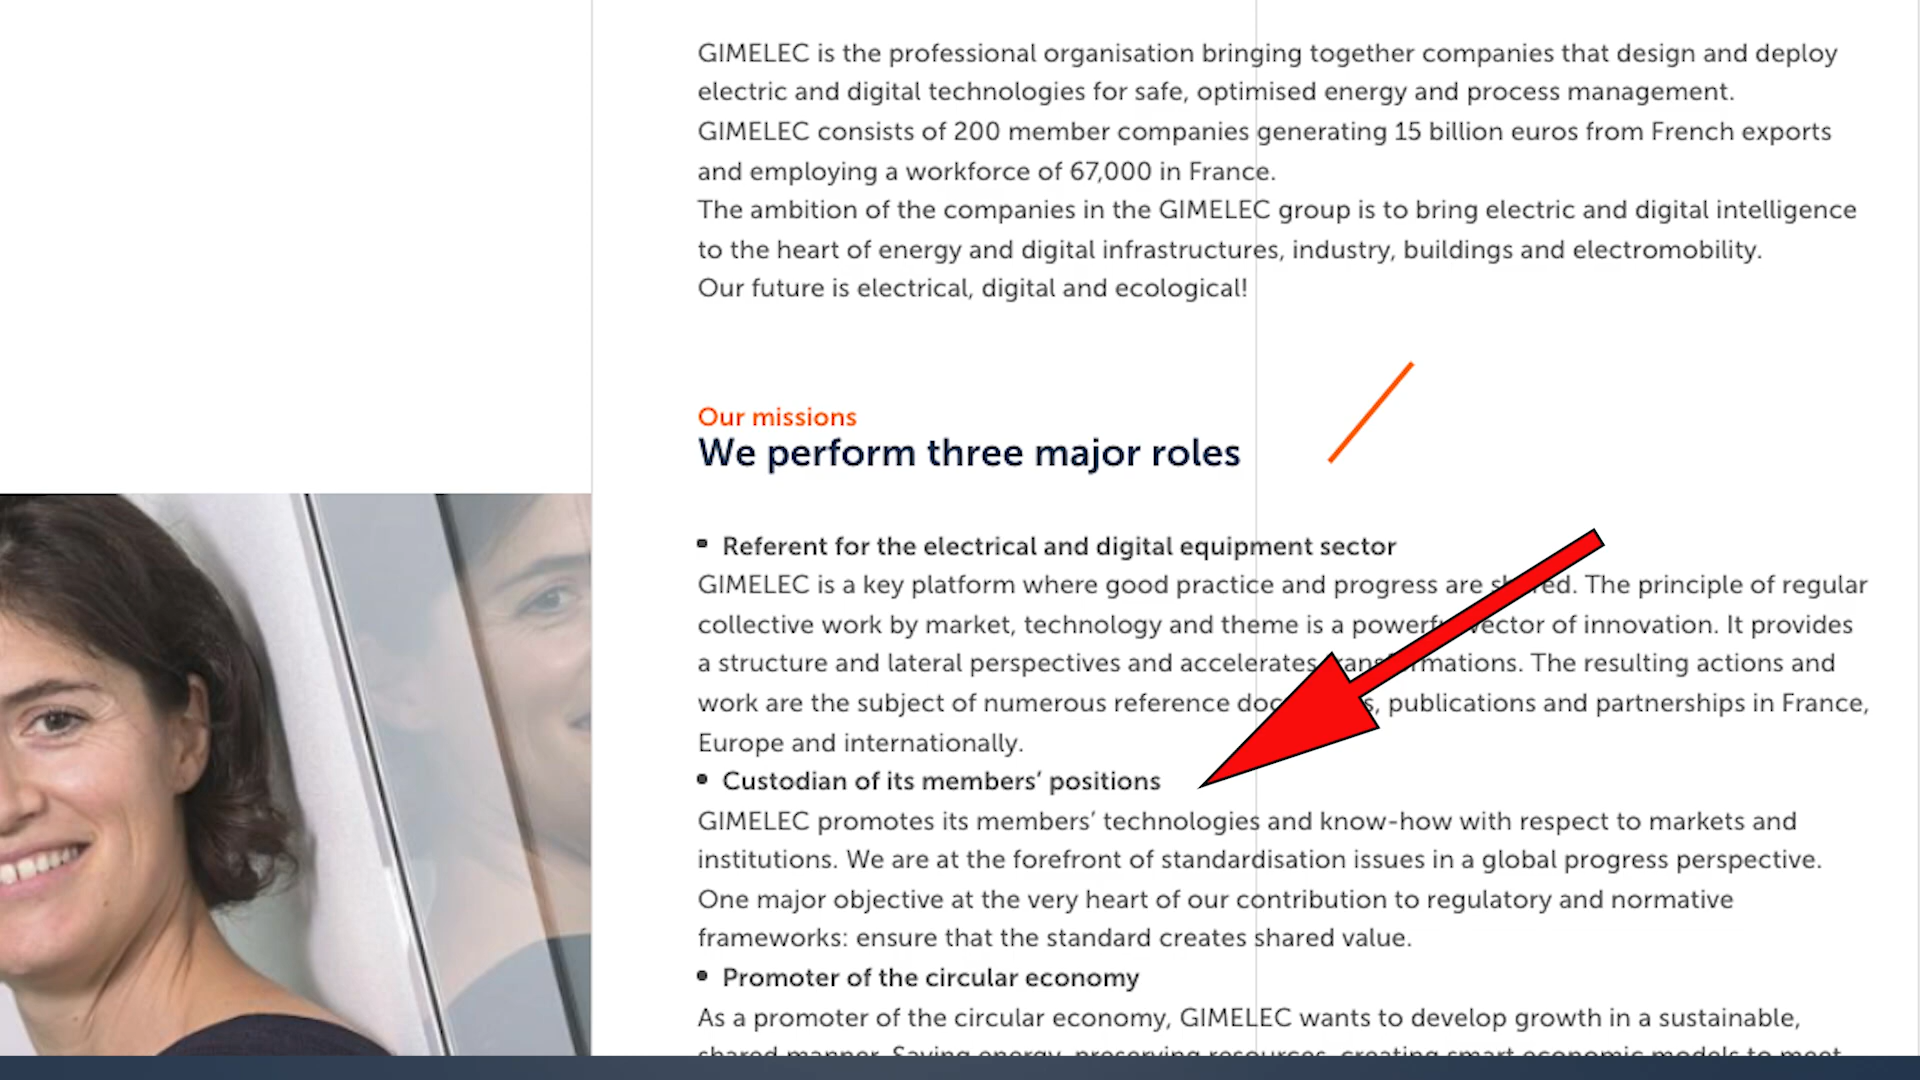 GIMELEC is the professional organisation bringing together companies that design and deploy
electric and digital technologies for safe, optimised energy and process management.
GIMELEC consists of 200 member companies generating 15 billion euros from French exports
and employing a workforce of 67,000 in France.
The ambition of the companies in the GIMELEC group is to bring electric and digital intelligence
to the heart of energy and digital infrastructures, industry, buildings and electromobility.
Our future is electrical, digital and ecological!
Our missions
We perform three major roles
Referent for the electrical and digital equipment sector
GIMELEC is a key platform where good practice and progress are The principle of regular
collective work by market, technology and theme is a vector of innovation. It provides
a structure and lateral perspectives and accelerates The resulting actions and
work are the subject of numerous reference publications and partnerships in France,
Europe and internationally.
Custodian of its members’ positions
GIMELEC promotes its members’ technologies and know-how with respect to markets and
institutions. We are at the forefront of standardisation issues in a global progress perspective.
One major objective at the very heart of our contribution to regulatory and normative
frameworks: ensure that the standard creates shared value.
Promoter of the circular economy
As a promoter of the circular economy, GIMELEC wants to develop growth in a sustainable,
shared manner. Saving energy, preserving resources, creating smart economic models to meet